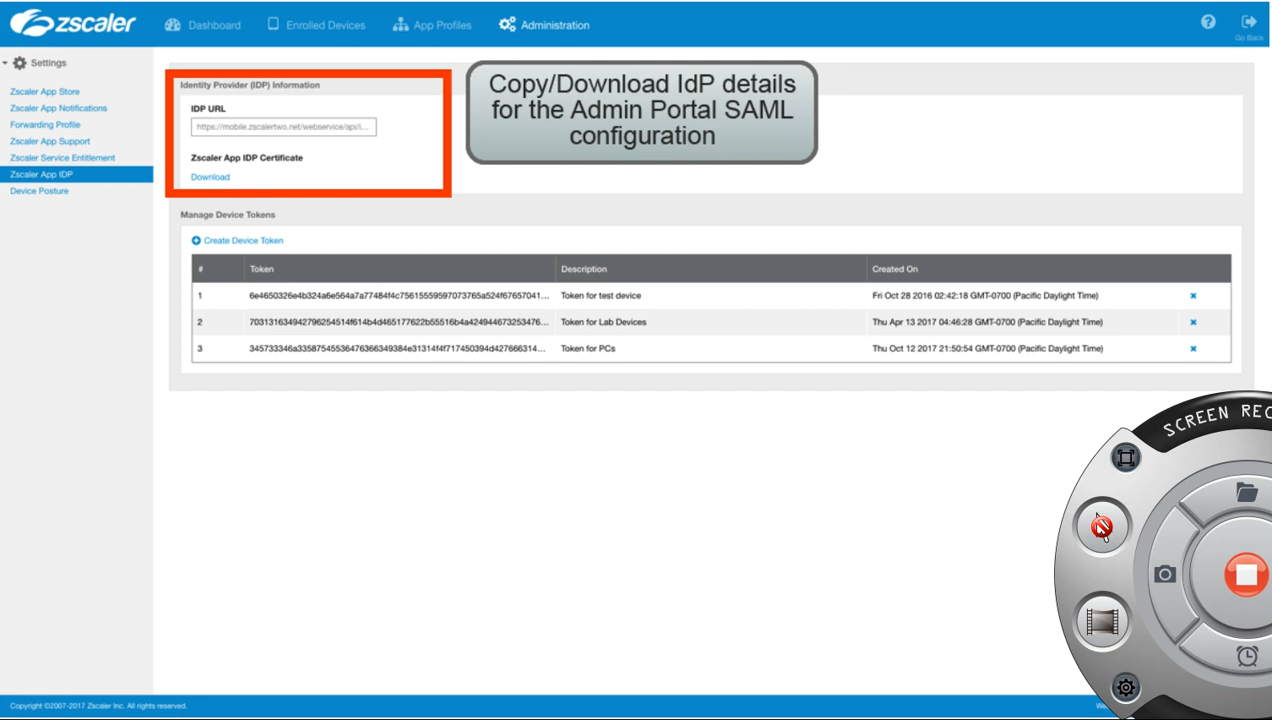 zscaler
Dashboard
Enrolled Devices
App Profiles
Administration
Go Back
Settings
Zscaler App Store
Zscaler App Notifications
Forwarding Profile
Zscaler App Support
Zscaler Service Entitlement
Zscaler App IDP
Device Posture
Identity Provider (IDP) Information
IDP URL
https://mobile.zscalertwo.net/webservice/api/i...
Zscaler App IDP Certificate
Download
Copy/Download IdP details
for the Admin Portal SAML
configuration
Manage Device Tokens
Create Device Token
# Token Description Created On
1 Token for test device Fri Oct 28 2016 02:42:18 GMT-0700 (Pacific Daylight Time)
2 Token for Lab Devices Thu Apr 13 2017 04:46:28 GMT-0700 (Pacific Daylight Time)
3 Token for PCs Thu Oct 12 2017 21:50:54 GMT-0700 (Pacific Daylight Time)
SCREEN REC
Copyright ©2007-2017 Zscaler Inc. All rights reserved.